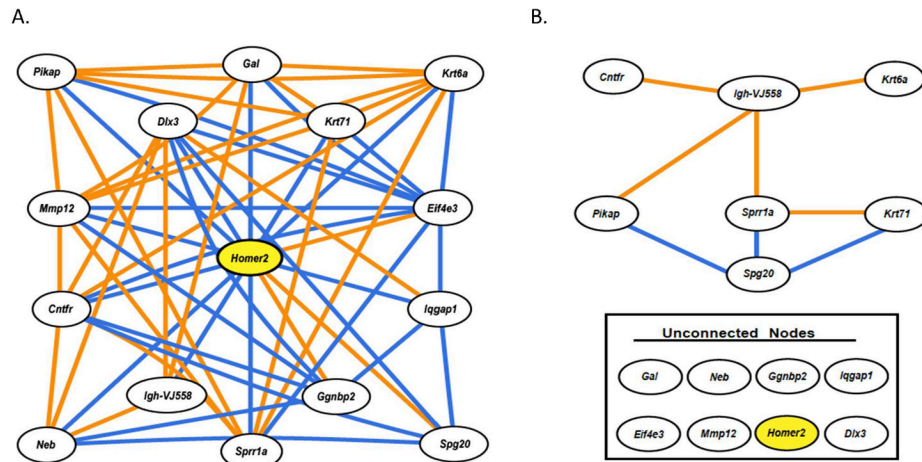 A.
B.
Pikap
Gal
Krt6a
Dlx3
Krt71
Mmp12
Eif4e3
Homer2
Cntfr
Iqgap1
Igh-VJ558
Ggnbp2
Neb
Sprr1a
Spg20
Cntfr
Igh-VJ558
Krt6a
Pikap
Sprr1a
Krt71
Spg20
Unconnected Nodes
Gal Neb Ggnbp2 Iqgap1
Eif4e3 Mmp12 Homer2 Dlx3